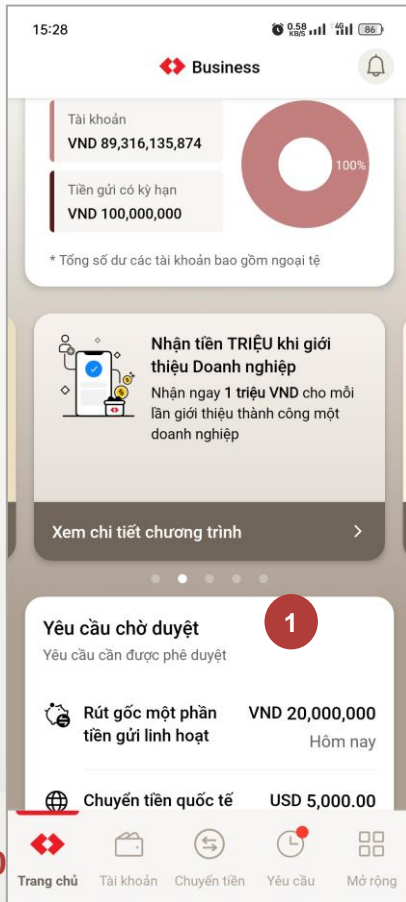 15:28
0.58 KB/S 4G 86
Business
Tài khoản
VND 89,316,135,874
100%
Tiền gửi có kỳ hạn
VND 100,000,000
* Tổng số dư các tài khoản bao gồm ngoại tệ
Nhận tiền TRIỆU khi giới
thiệu Doanh nghiệp
Nhận ngay 1 triệu VND cho mỗi
lần giới thiệu thành công một
doanh nghiệp
Xem chi tiết chương trình
Yêu cầu chờ duyệt
1
Yêu cầu cần được phê duyệt
Rút gốc một phần VND 20,000,000
tiền gửi linh hoạt Hôm nay
Chuyển tiền quốc tế USD 5,000.00
Trang chủ Tài khoản Chuyển tiền Yêu cầu Mở rộng